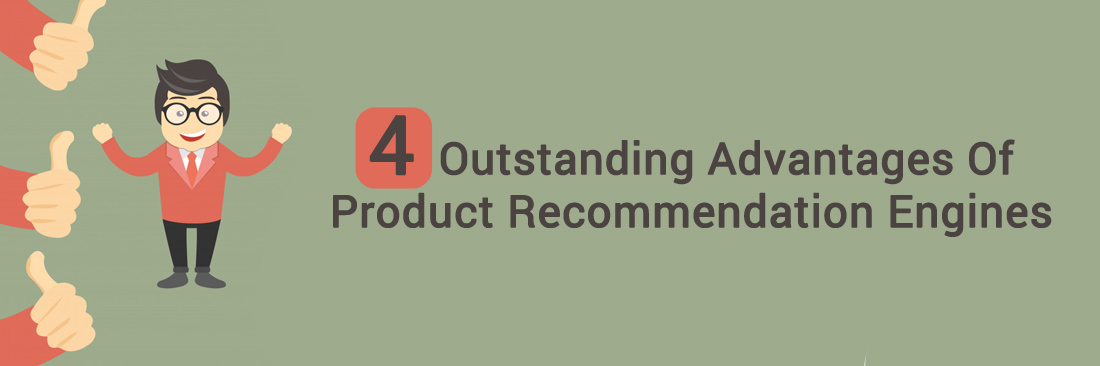 4 Outstanding Advantages Of
Product Recommendation Engines